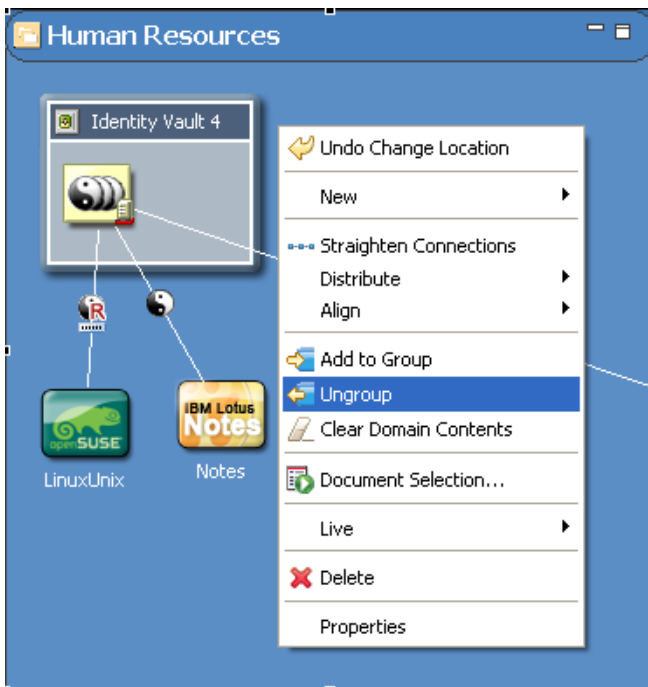 Human Resources
Identity Vault 4
Undo Change Location
New
Straighten Connections
Distribute
Align
Add to Group
Ungroup
Clear Domain Contents
Document Selection...
Live
Delete
Properties
R
openSUSE
LinuxUnix
IBM Lotus
Notes
Notes